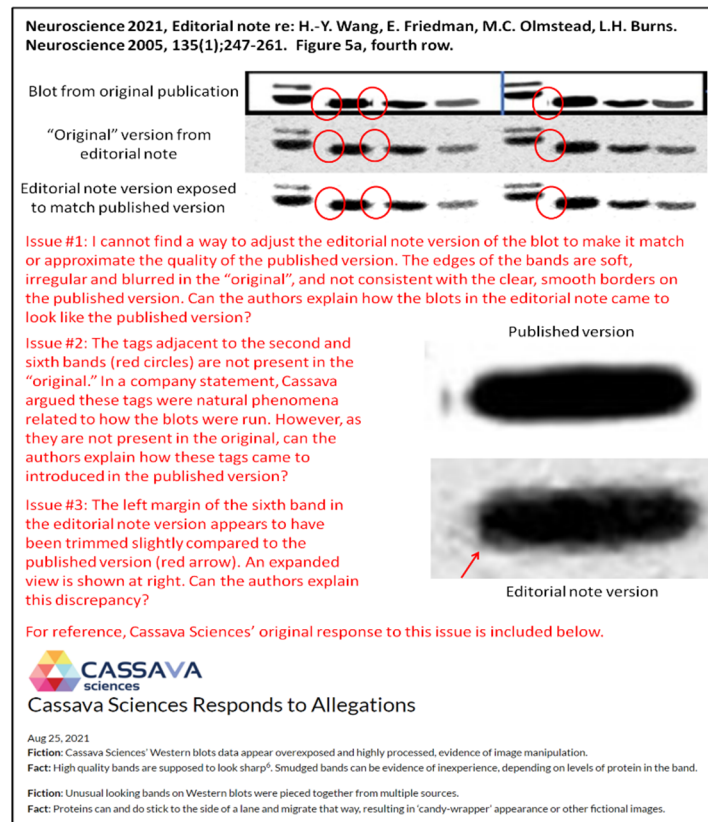 Neuroscience 2021, Editorial note re: H.-Y. Wang, E. Friedman, M.C. Olmstead, L.H. Burns.
Neuroscience 2005, 135(1);247-261.  Figure 5a, fourth row.
Blot from original publication
“Original” version from
editorial note
Editorial note version exposed
to match published version
Issue #1: I cannot find a way to adjust the editorial note version of the blot to make it match
or approximate the quality of the published version. The edges of the bands are soft,
irregular and blurred in the “original”, and not consistent with the clear, smooth borders on
the published version. Can the authors explain how the blots in the editorial note came to
look like the published version?
Issue #2: The tags adjacent to the second and
sixth bands (red circles) are not present in the
“original.” In a company statement, Cassava
argued these tags were natural phenomena
related to how the blots were run. However, as
they are not present in the original, can the
authors explain how these tags came to
introduced in the published version?
Issue #3: The left margin of the sixth band in
the editorial note version appears to have
been trimmed slightly compared to the
published version (red arrow). An expanded
view is shown at right. Can the authors explain
this discrepancy?
Published version
Editorial note version
For reference, Cassava Sciences’ original response to this issue is included below.
CASSAVA
sciences
Cassava Sciences Responds to Allegations
Aug 25, 2021
Fiction: Cassava Sciences’ Western blots data appear overexposed and highly processed, evidence of image manipulation.
Fact: High quality bands are supposed to look sharp⁶. Smudged bands can be evidence of inexperience, depending on levels of protein in the band.
Fiction: Unusual looking bands on Western blots were pieced together from multiple sources.
Fact: Proteins can and do stick to the side of a lane and migrate that way, resulting in ‘candy-wrapper’ appearance or other fictional images.